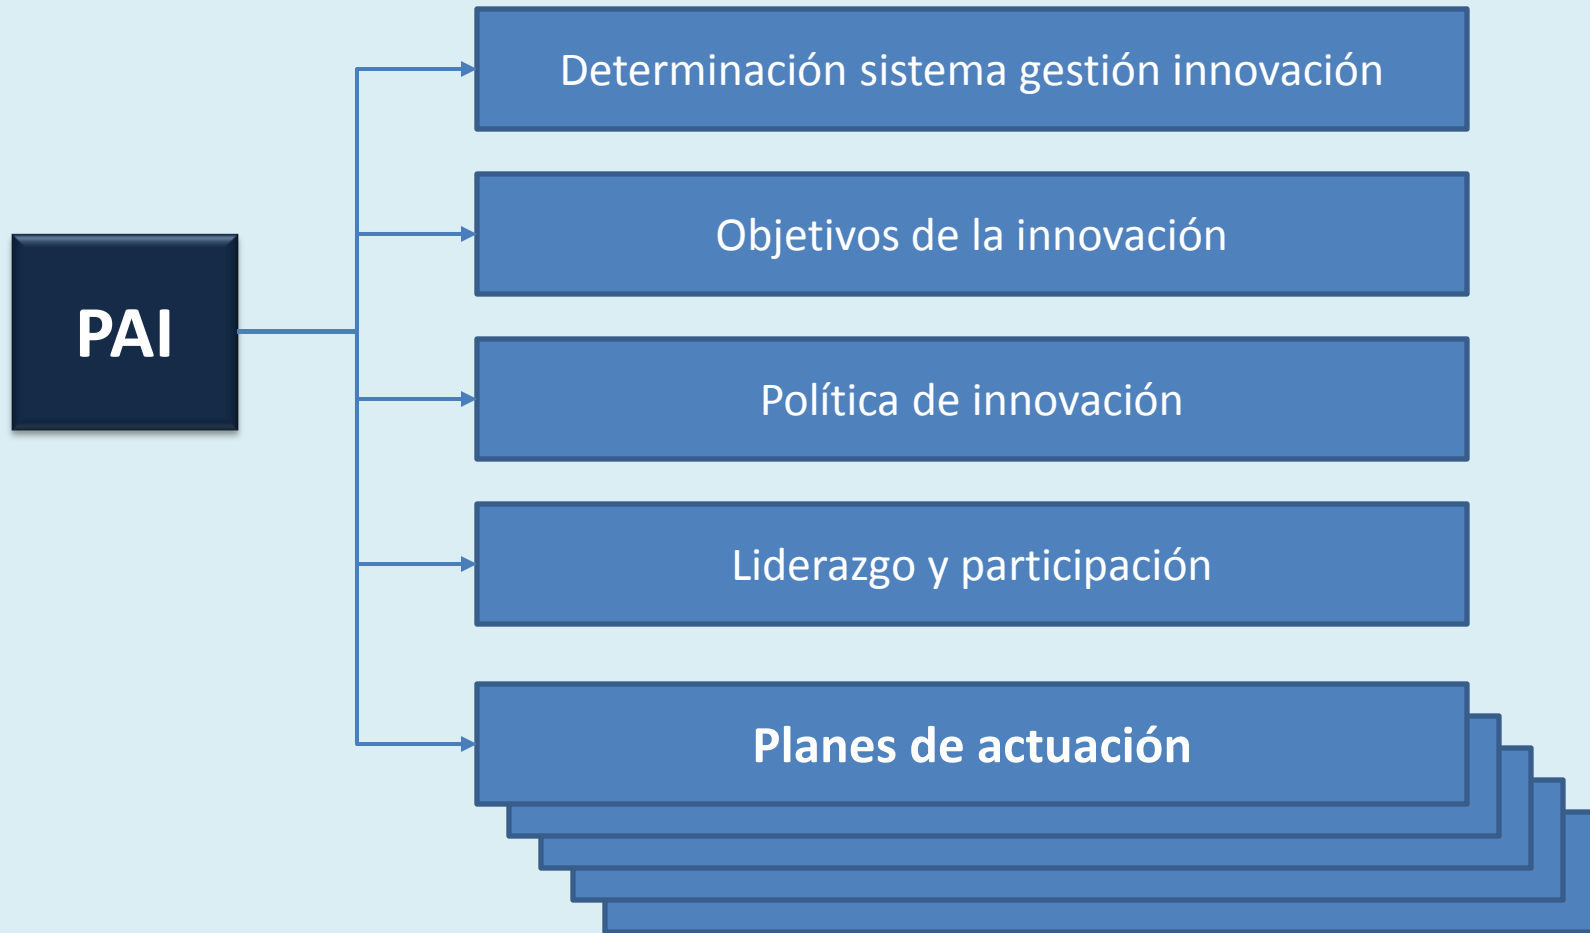 PAI
Determinación sistema gestión innovación
Objetivos de la innovación
Política de innovación
Liderazgo y participación
Planes de actuación